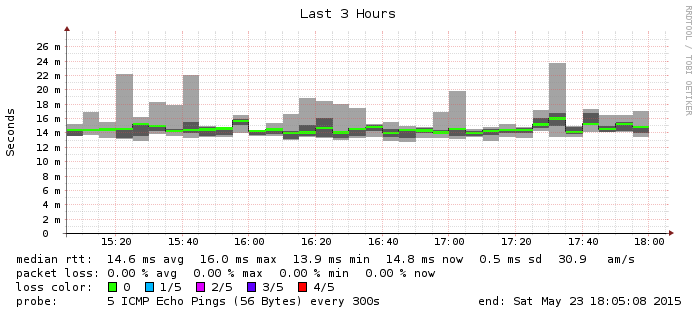 Last 3 Hours
RRDTOOL / TOBI OETIKER
Seconds
26 m
24 m
22 m
20 m
18 m
16 m
14 m
12 m
10 m
8 m
6 m
4 m
2 m
0
15:20 15:40 16:00 16:20 16:40 17:00 17:20 17:40 18:00
median rtt: 14.6 ms avg 16.0 ms max 13.9 ms min 14.8 ms now 0.5 ms sd 30.9 am/s
packet loss: 0.00 % avg 0.00 % max 0.00 % min 0.00 % now
loss color: 0 1/5 2/5 3/5 4/5
probe: 5 ICMP Echo Pings (56 Bytes) every 300s end: Sat May 23 18:05:08 2015